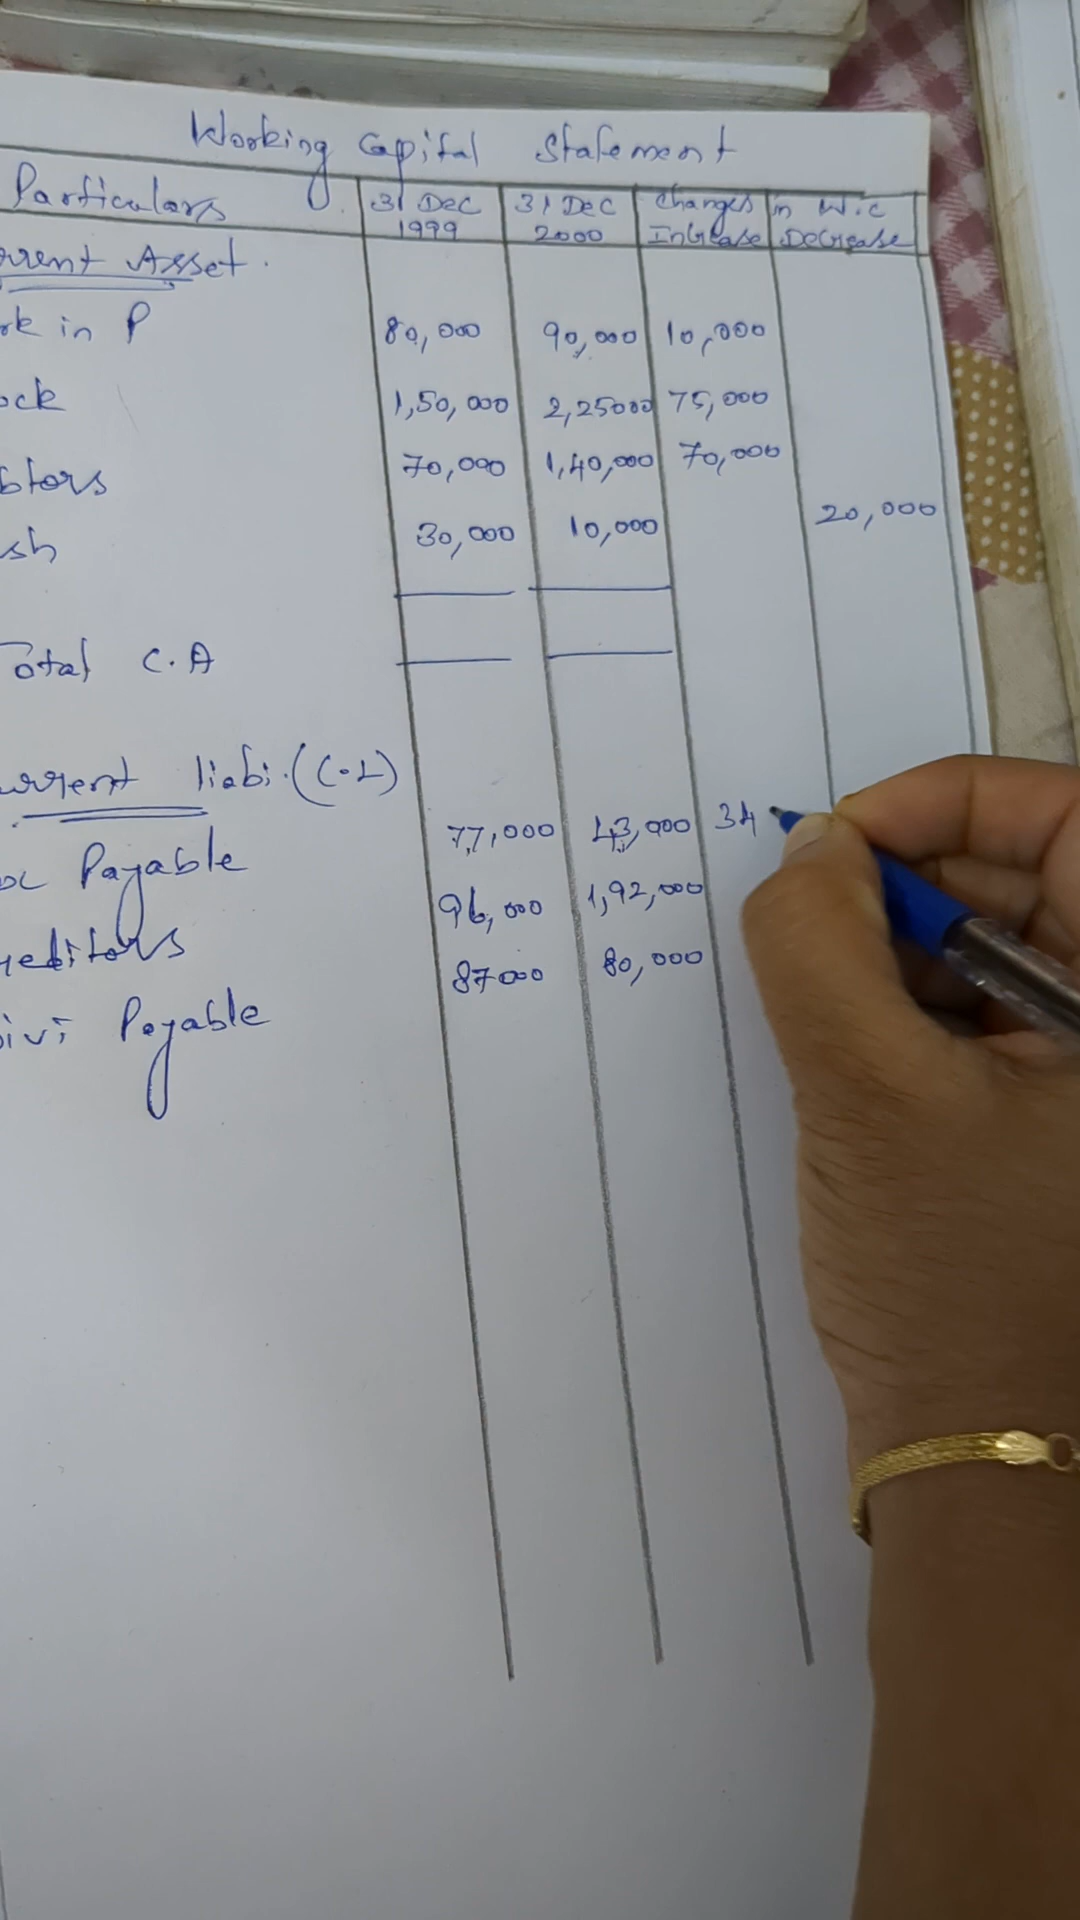 Working Capital Statement
Particulars 31 Dec 1999 31 Dec 2000 Changes in W.C Increase Decrease
rrent Asset.
rk in P 80,000 90,000 10,000
ock 1,50,000 2,25000 75,000
btors 70,000 1,40,000 70,000
sh 30,000 10,000 20,000
Total C.A
urrent liabi. (C.L)
Payable 77,000 43,000 34
reditors 96,000 1,92,000
ivi Payable 87000 80,000